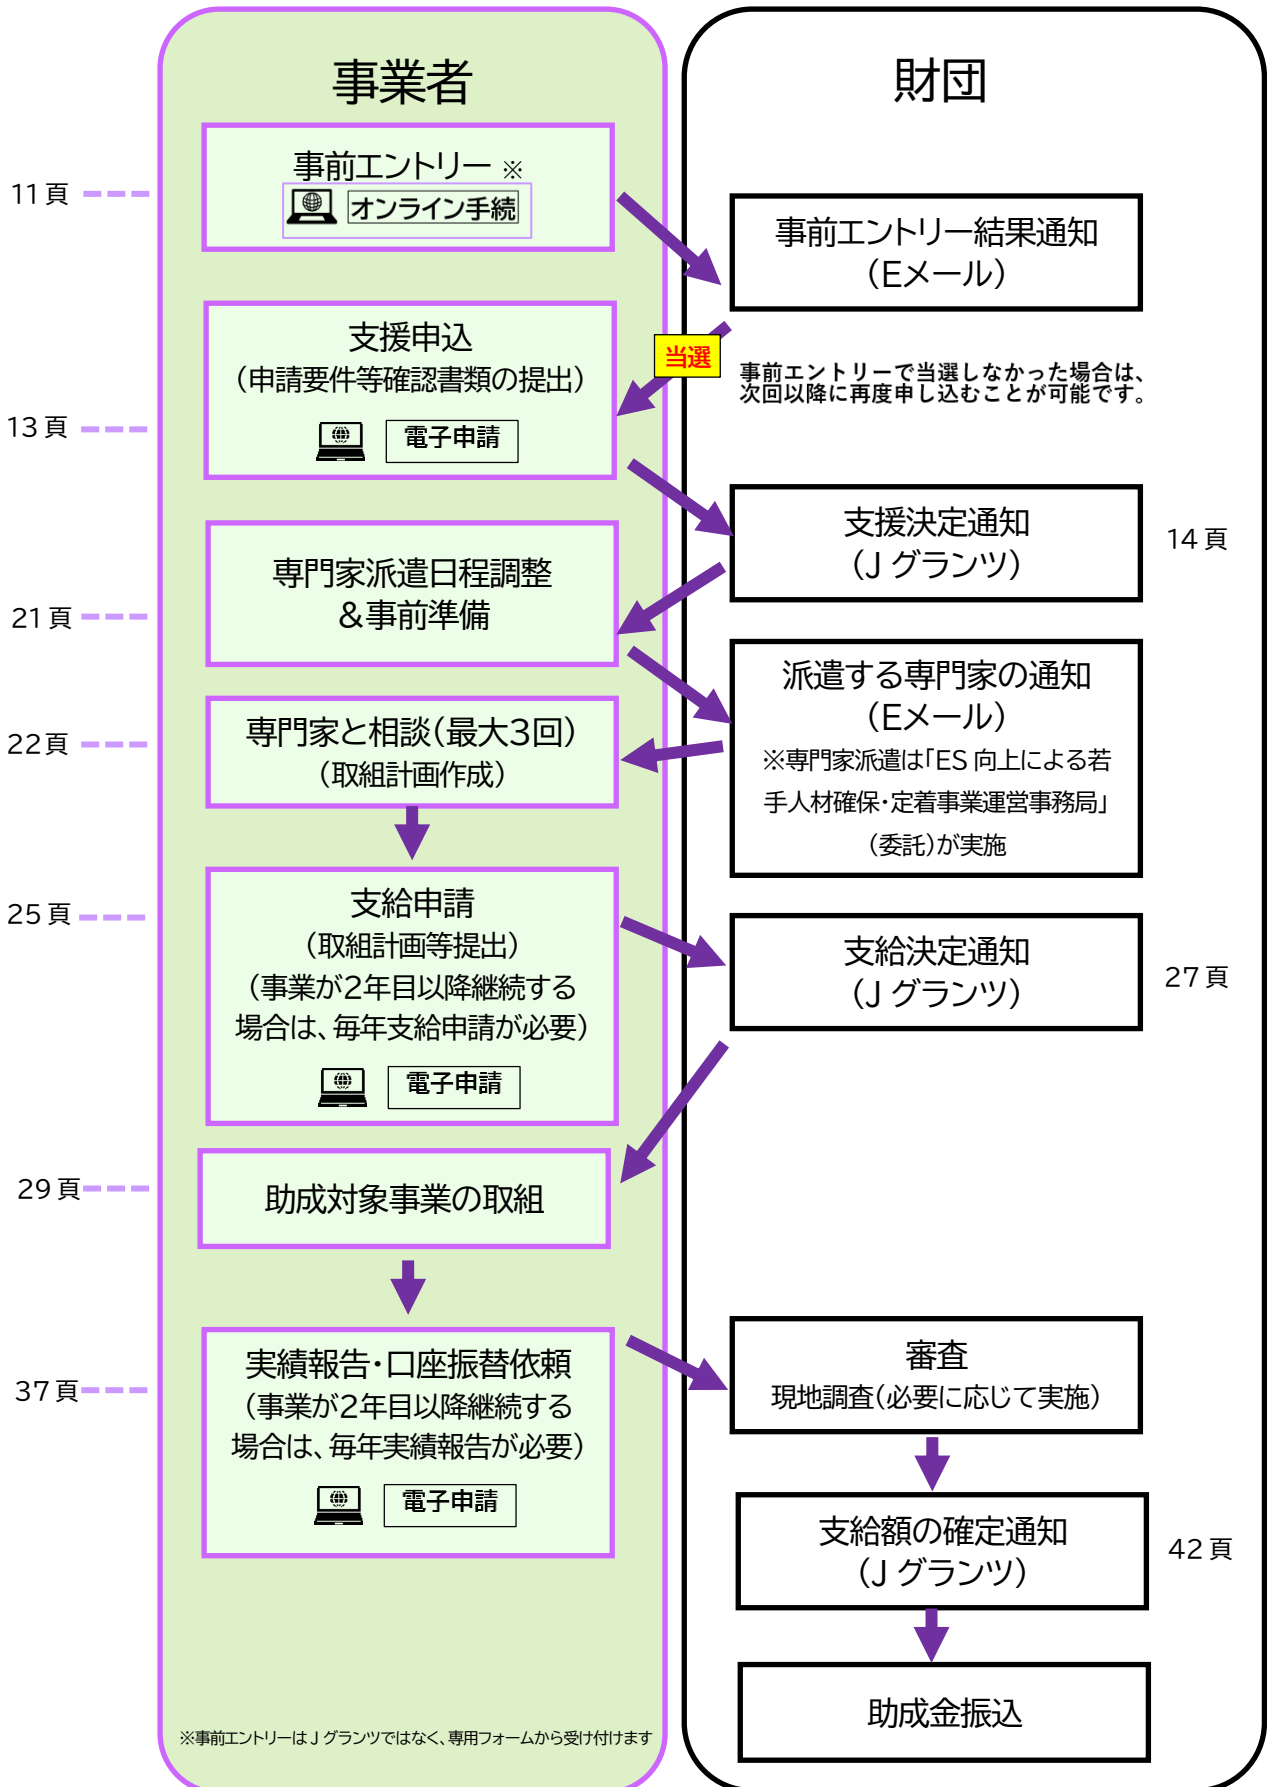 事業者
財団
事前エントリー ※
オンライン手続
11頁
事前エントリー結果通知
(Eメール)
支援申込
(申請要件等確認書類の提出)
電子申請
13頁
当選
事前エントリーで当選しなかった場合は、
次回以降に再度申し込むことが可能です。
支援決定通知
(Jグランツ)
14頁
専門家派遣日程調整
&事前準備
21頁
派遣する専門家の通知
(Eメール)
※専門家派遣は「ES向上による若
手人材確保・定着事業運営事務局」
(委託)が実施
専門家と相談(最大3回)
(取組計画作成)
22頁
支給申請
(取組計画等提出)
(事業が2年目以降継続する
場合は、毎年支給申請が必要)
電子申請
25頁
支給決定通知
(Jグランツ)
27頁
助成対象事業の取組
29頁
実績報告・口座振替依頼
(事業が2年目以降継続する
場合は、毎年実績報告が必要)
電子申請
37頁
審査
現地調査(必要に応じて実施)
支給額の確定通知
(Jグランツ)
42頁
助成金振込
※事前エントリーはJグランツではなく、専用フォームから受け付けます